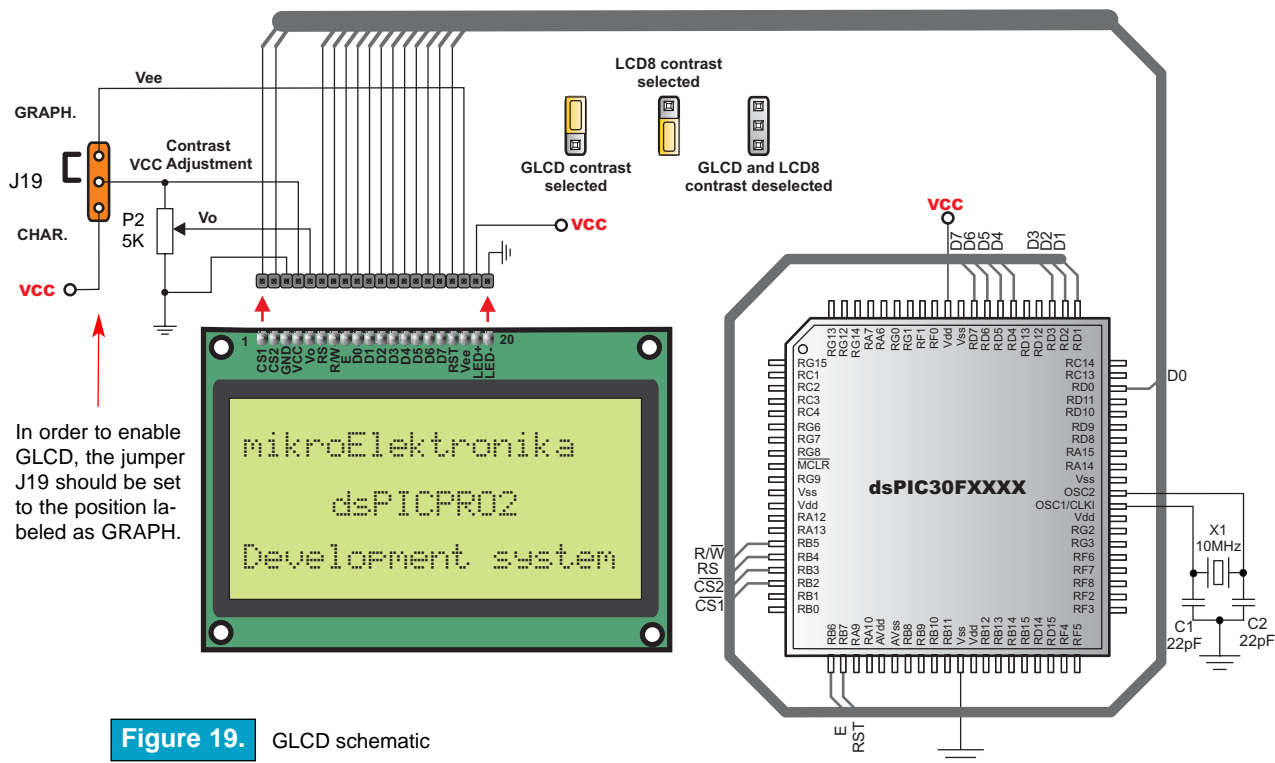 Vee
LCD8 contrast
selected
GRAPH.
Contrast
VCC Adjustment
J19
GLCD contrast
selected
GLCD and LCD8
contrast deselected
P2
5K
Vo
CHAR.
VCC
VCC
VCC
D7
D6
D5
D4
D3
D2
D1
1
20
CS1
CS2
GND
VCC
Vo
RS
R/W
E
D0
D1
D2
D3
D4
D5
D6
D7
RST
Vee
LED+
LED-
In order to enable
GLCD, the jumper
J19 should be set
to the position la-
beled as GRAPH.
mikroElektronika
dsPICPRO2
Development system
RG13
RG12
RG14
RA7
RA6
RG0
RG1
RF1
RF0
Vdd
Vss
RD7
RD6
RD5
RD4
RD13
RD12
RD3
RD2
RD1
RG15
RC1
RC2
RC3
RC4
RG6
RG7
RG8
MCLR
RG9
Vss
Vdd
RA12
RA13
RB5
RB4
RB3
RB2
RB1
RB0
dsPIC30FXXXX
RC14
RC13
RD0
RD11
RD10
RD9
RD8
RA15
RA14
Vss
OSC2
OSC1/CLKI
Vdd
RG2
RG3
RF6
RF7
RF8
RF2
RF3
D0
R/W
RS
CS2
CS1
RB6
RB7
RA9
RA10
AVdd
AVss
RB8
RB9
RB10
RB11
Vss
Vdd
RB12
RB13
RB14
RB15
RD14
RD15
RF4
RF5
X1
10MHz
C1
22pF
C2
22pF
E
RST
Figure 19. GLCD schematic